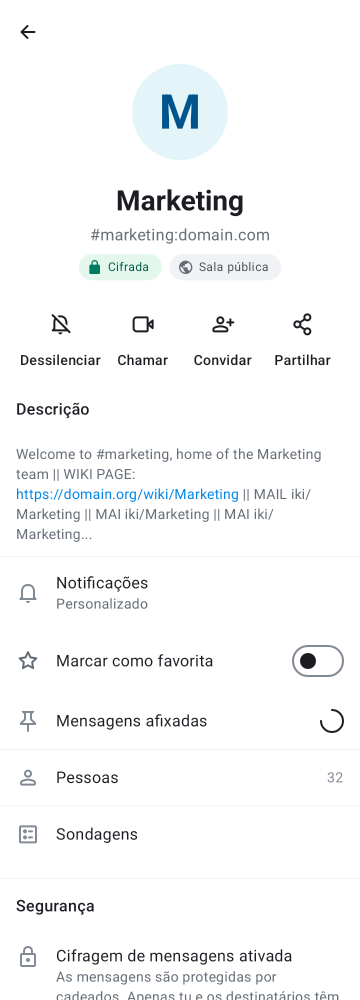 M
Marketing
#marketing:domain.com
Cifrada
Sala pública
Dessilenciar
Chamar
Convidar
Partilhar
Descrição
Welcome to #marketing, home of the Marketing
team || WIKI PAGE:
https://domain.org/wiki/Marketing || MAIL iki/
Marketing || MAI iki/Marketing || MAI iki/
Marketing...
Notificações
Personalizado
Marcar como favorita
Mensagens afixadas
Pessoas 32
Sondagens
Segurança
Cifragem de mensagens ativada
As mensagens são protegidas por
cadeados. Apenas tu e os destinatários têm